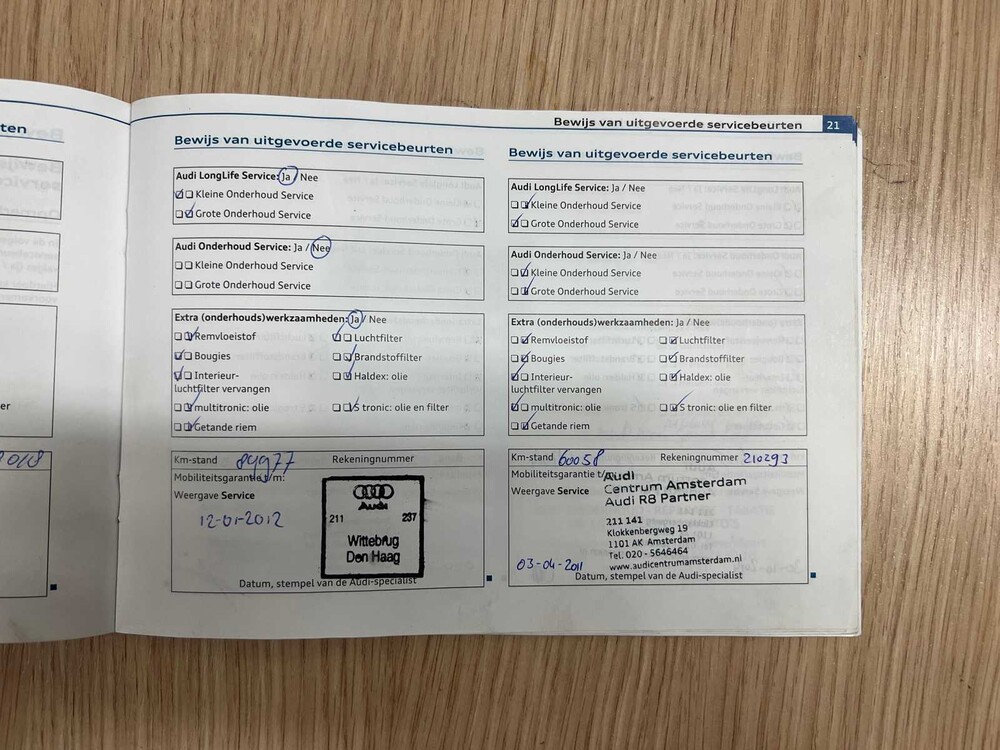 ten
er
2018
Bewijs van uitgevoerde servicebeurten 21
Bewijs van uitgevoerde servicebeurten
Audi LongLife Service: Ja / Nee
Kleine Onderhoud Service
Grote Onderhoud Service
Audi Onderhoud Service: Ja / Nee
Kleine Onderhoud Service
Grote Onderhoud Service
Extra (onderhouds)werkzaamheden: Ja / Nee
Remvloeistof Luchtfilter
Bougies Brandstoffilter
Interieur- Haldex: olie
luchtfilter vervangen
multitronic: olie S tronic: olie en filter
Getande riem
Km-stand 89977 Rekeningnummer
Mobiliteitsgarantie t/m:
Weergave Service
12-01-2012
Audi
211 237
Wittebrug
Den Haag
Datum, stempel van de Audi-specialist
Bewijs van uitgevoerde servicebeurten
Audi LongLife Service: Ja / Nee
Kleine Onderhoud Service
Grote Onderhoud Service
Audi Onderhoud Service: Ja / Nee
Kleine Onderhoud Service
Grote Onderhoud Service
Extra (onderhouds)werkzaamheden: Ja / Nee
Remvloeistof Luchtfilter
Bougies Brandstoffilter
Interieur- Haldex: olie
luchtfilter vervangen
multitronic: olie S tronic: olie en filter
Getande riem
Km-stand 60058 Rekeningnummer 210293
Mobiliteitsgarantie t/m:
Weergave Service
Audi
Centrum Amsterdam
Audi R8 Partner
211 141
Klokkenbergweg 19
1101 AK Amsterdam
Tel. 020 - 5646464
www.audicentrumamsterdam.nl
03-04-2011
Datum, stempel van de Audi-specialist